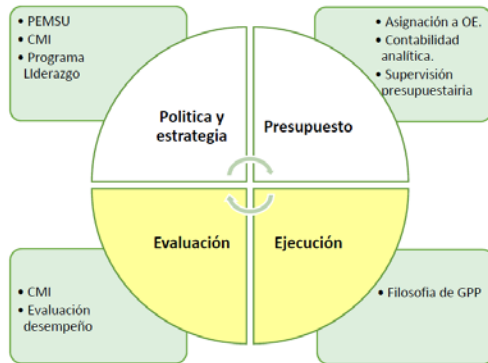 • PEMSU
• CMI
• Programa
LIderazgo
• Asignación a OE.
• Contabilidad
analítica.
• Supervisión
presupuestairia
Politica y
estrategia
Presupuesto
Evaluación
Ejecución
• CMI
• Evaluación
desempeño
• Filosofia de GPP